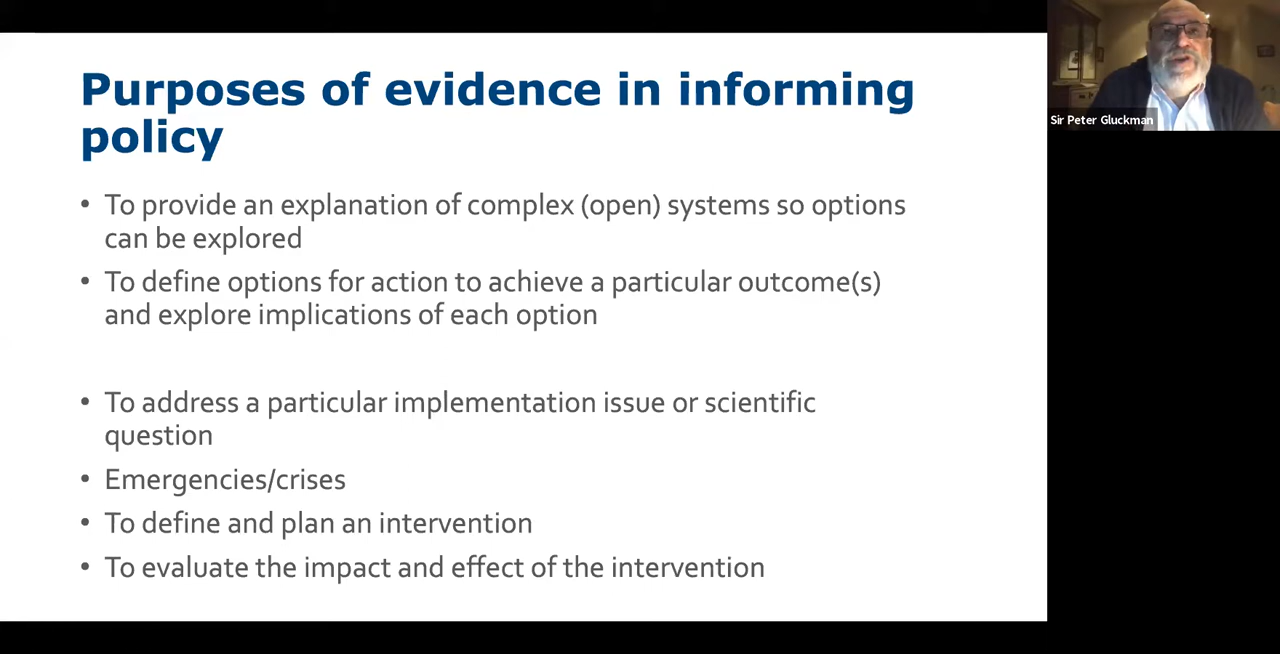 Purposes of evidence in informing
policy
• To provide an explanation of complex (open) systems so options
can be explored
• To define options for action to achieve a particular outcome(s)
and explore implications of each option
• To address a particular implementation issue or scientific
question
• Emergencies/crises
• To define and plan an intervention
• To evaluate the impact and effect of the intervention
Sir Peter Gluckman